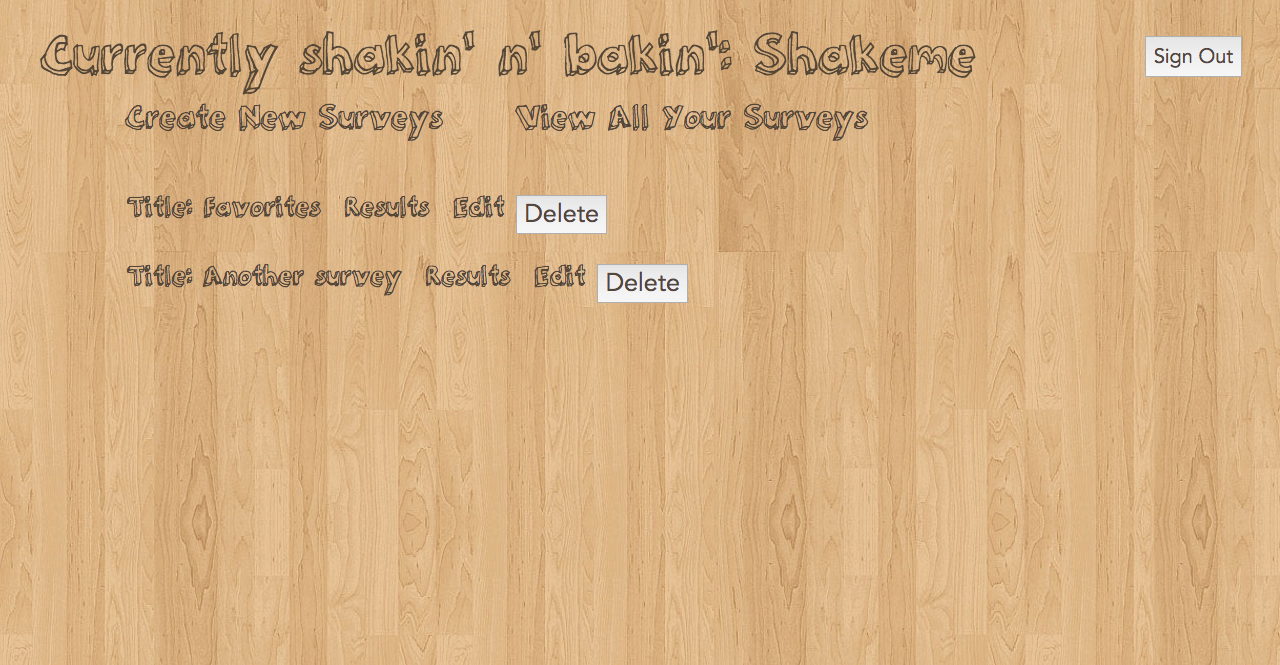 Currently shakin' n' bakin': Shakeme
Sign Out
Create New Surveys View All Your Surveys
Title: Favorites Results Edit Delete
Title: Another survey Results Edit Delete